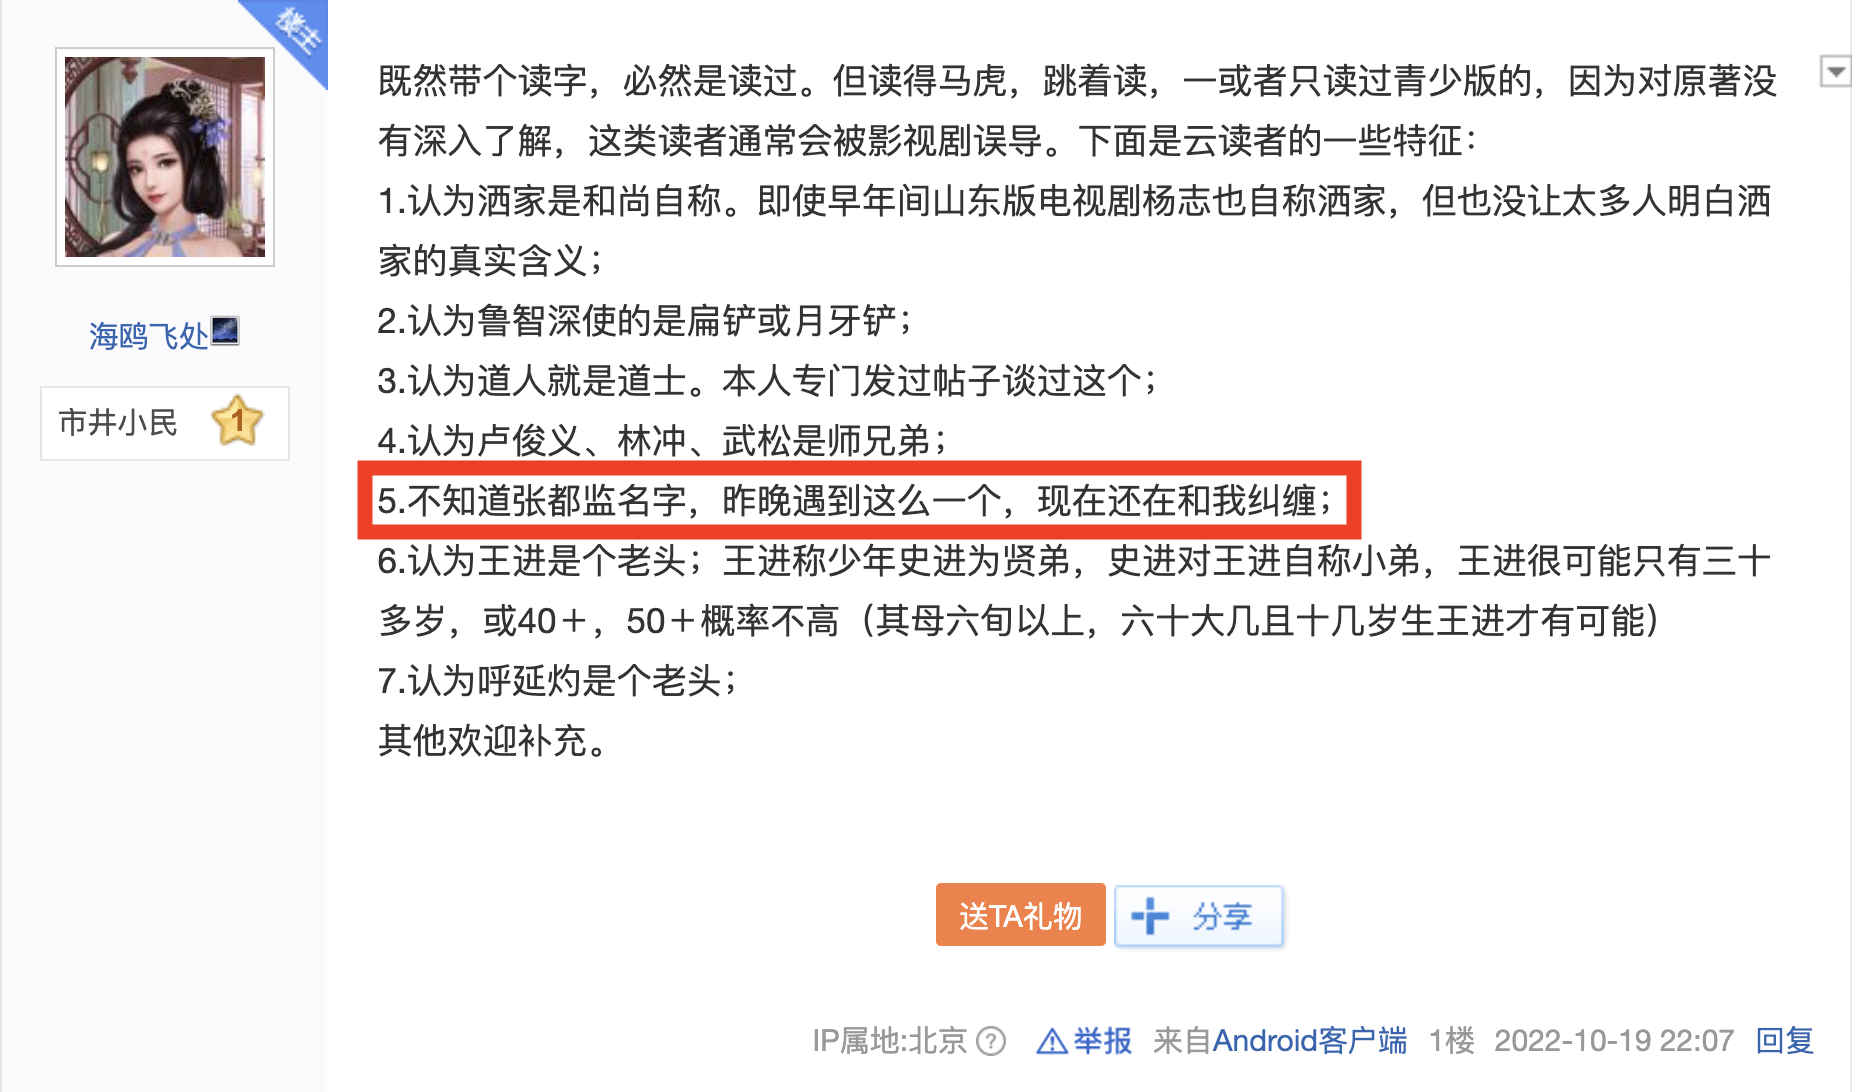 楼主
既然带个读字，必然是读过。但读得马虎，跳着读，一或者只读过青少版的，因为对原著没
有深入了解，这类读者通常会被影视剧误导。下面是云读者的一些特征：
1.认为洒家是和尚自称。即使早年间山东版电视剧杨志也自称洒家，但也没让太多人明白洒
家的真实含义；
2.认为鲁智深使的是扁铲或月牙铲；
3.认为道人就是道士。本人专门发过帖子谈过这个；
4.认为卢俊义、林冲、武松是师兄弟；
5.不知道张都监名字，昨晚遇到这么一个，现在还在和我纠缠；
6.认为王进是个老头；王进称少年史进为贤弟，史进对王进自称小弟，王进很可能只有三十
多岁，或40＋，50＋概率不高（其母六旬以上，六十大几且十几岁生王进才有可能）
7.认为呼延灼是个老头；
其他欢迎补充。
海鸥飞处
市井小民 1
送TA礼物 分享
IP属地:北京 ? 举报 来自Android客户端 1楼 2022-10-19 22:07 回复